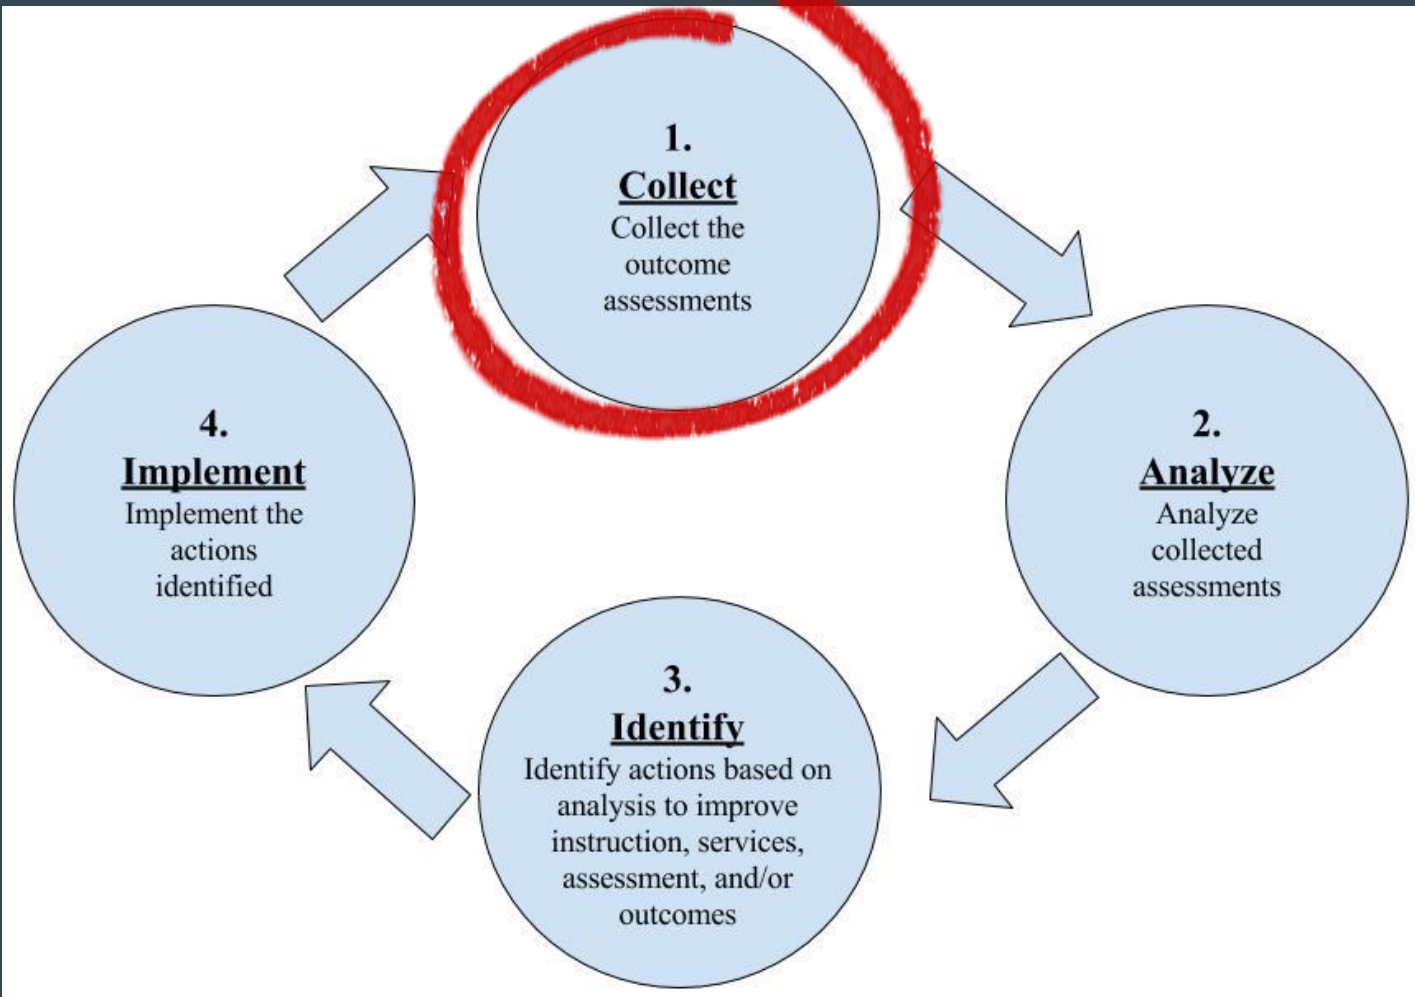 1.
Collect
Collect the
outcome
assessments
2.
Analyze
Analyze
collected
assessments
3.
Identify
Identify actions based on
analysis to improve
instruction, services,
assessment, and/or
outcomes
4.
Implement
Implement the
actions
identified